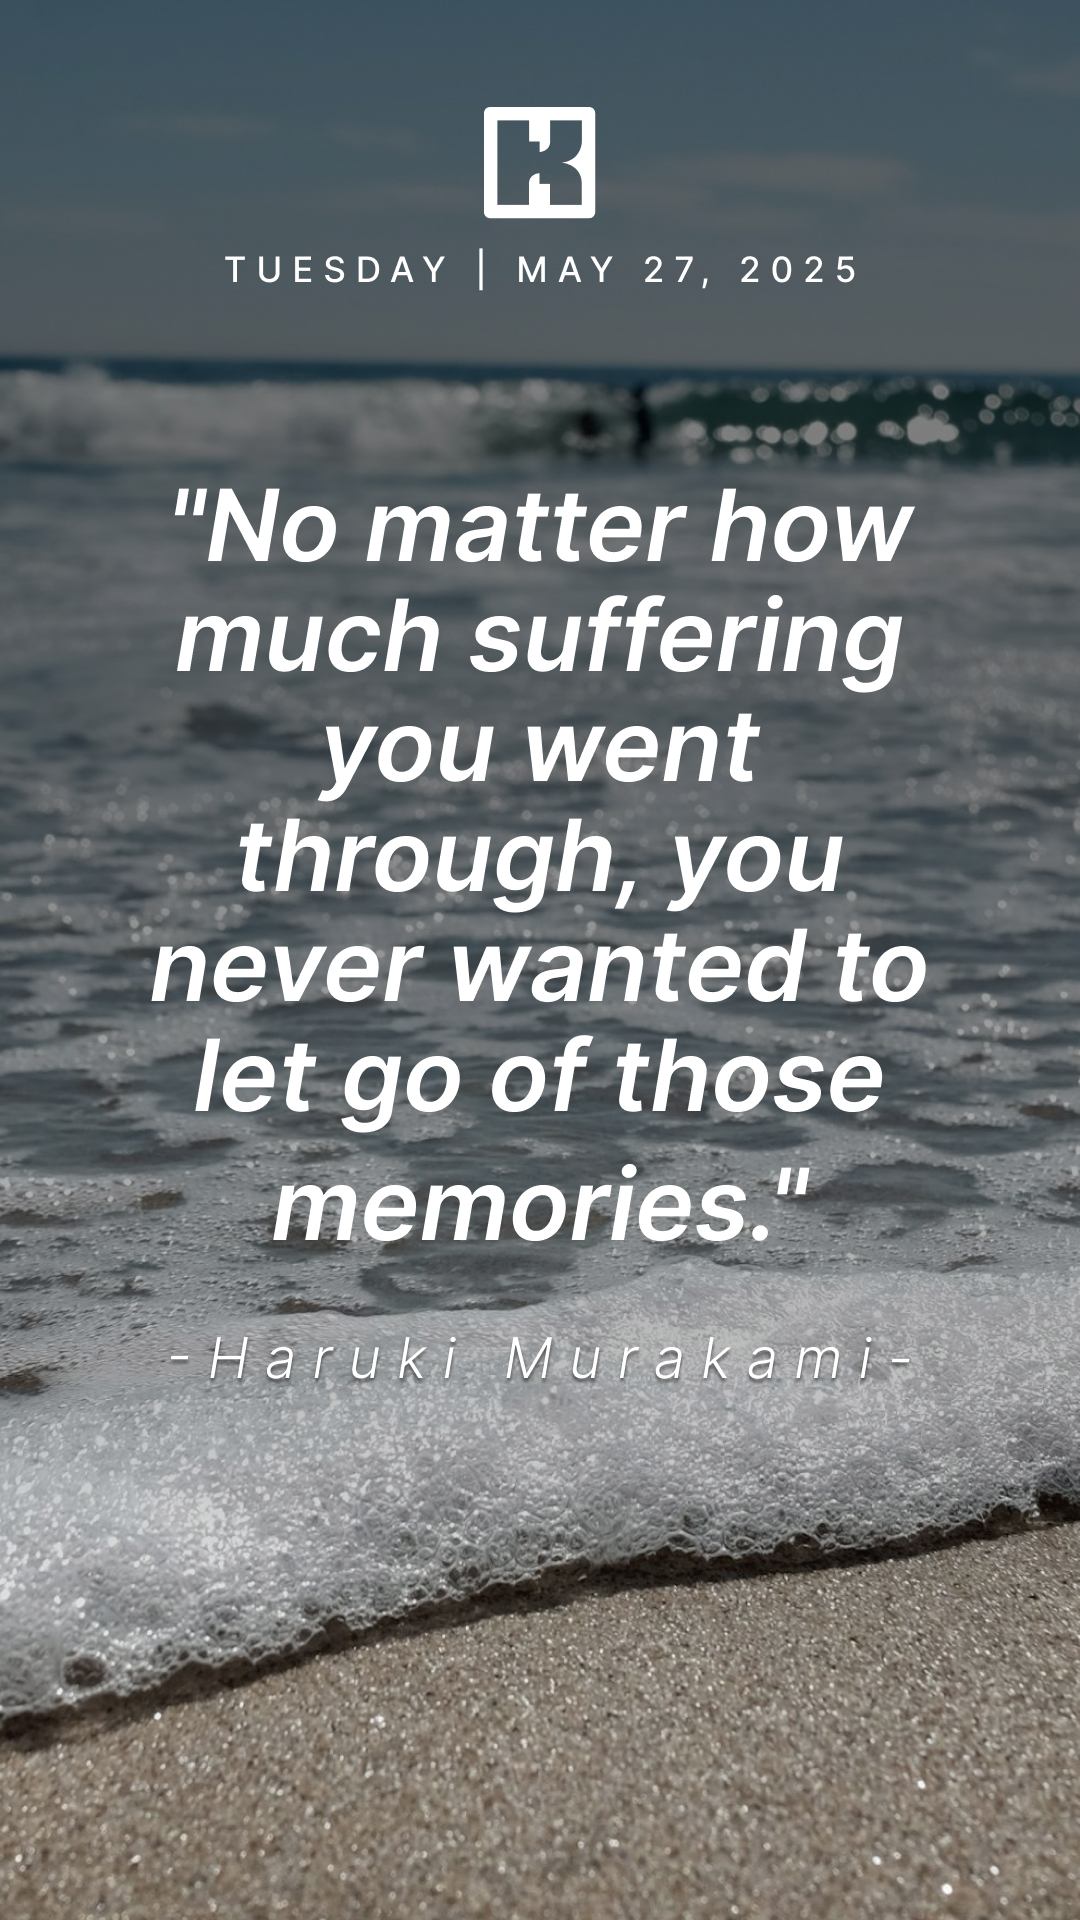 K
TUESDAY | MAY 27, 2025
"No matter how
much suffering
you went
through, you
never wanted to
let go of those
memories."
-Haruki Murakami-